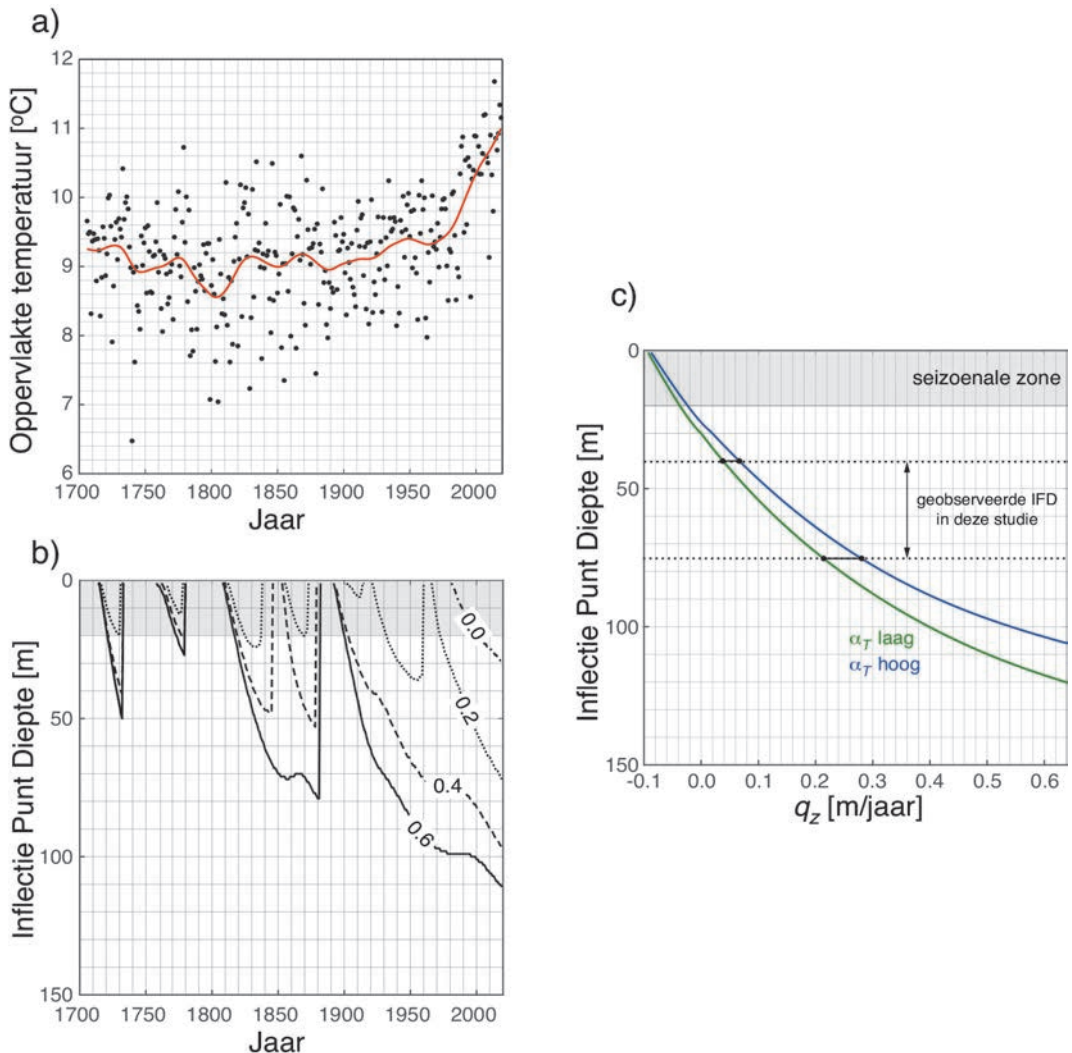 a)
Oppervlakte temperatuur [ºC]
12
11
10
9
8
7
6
1700
1750
1800
1850
1900
1950
2000
Jaar
b)
Inflectie Punt Diepte [m]
0
50
100
150
0.0
0.2
0.4
0.6
1700
1750
1800
1850
1900
1950
2000
Jaar
c)
Inflectie Punt Diepte [m]
0
50
100
150
seizoenale zone
geobserveerde IFD
in deze studie
αT laag
αT hoog
-0.1
0.0
0.1
0.2
0.3
0.4
0.5
0.6
qz [m/jaar]